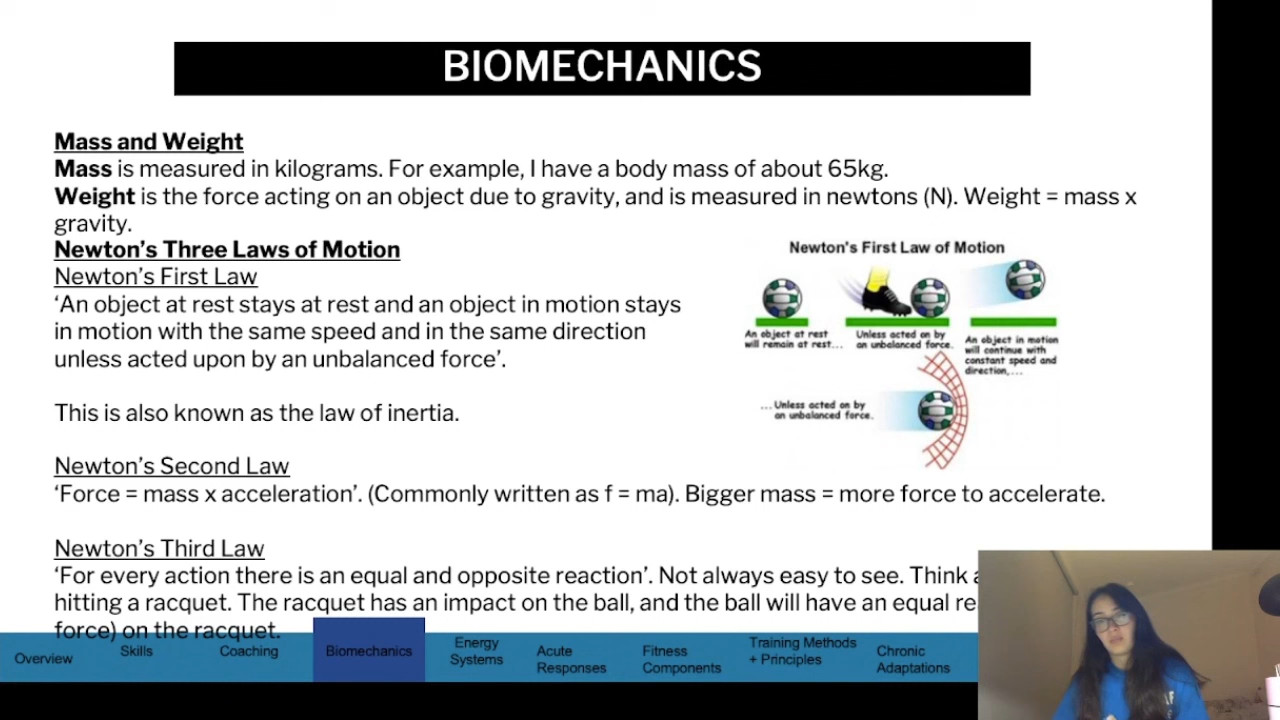 BIOMECHANICS
Mass and Weight
Mass is measured in kilograms. For example, I have a body mass of about 65kg.
Weight is the force acting on an object due to gravity, and is measured in newtons (N). Weight = mass x
gravity.
Newton's Three Laws of Motion
Newton's First Law
'An object at rest stays at rest and an object in motion stays
in motion with the same speed and in the same direction
unless acted upon by an unbalanced force'.
This is also known as the law of inertia.
Newton's First Law of Motion
An object at rest
will remain at rest...
Unless acted on by
an unbalanced force.
An object in motion
will continue with
constant speed and
direction,...
... Unless acted on by
an unbalanced force.
Newton's Second Law
'Force = mass x acceleration'. (Commonly written as f = ma). Bigger mass = more force to accelerate.
Newton's Third Law
'For every action there is an equal and opposite reaction'. Not always easy to see. Think
hitting a racquet. The racquet has an impact on the ball, and the ball will have an equal
force) on the racquet.
Overview
Skills
Coaching
Biomechanics
Energy
Systems
Acute
Responses
Fitness
Components
Training Methods
+ Principles
Chronic
Adaptations